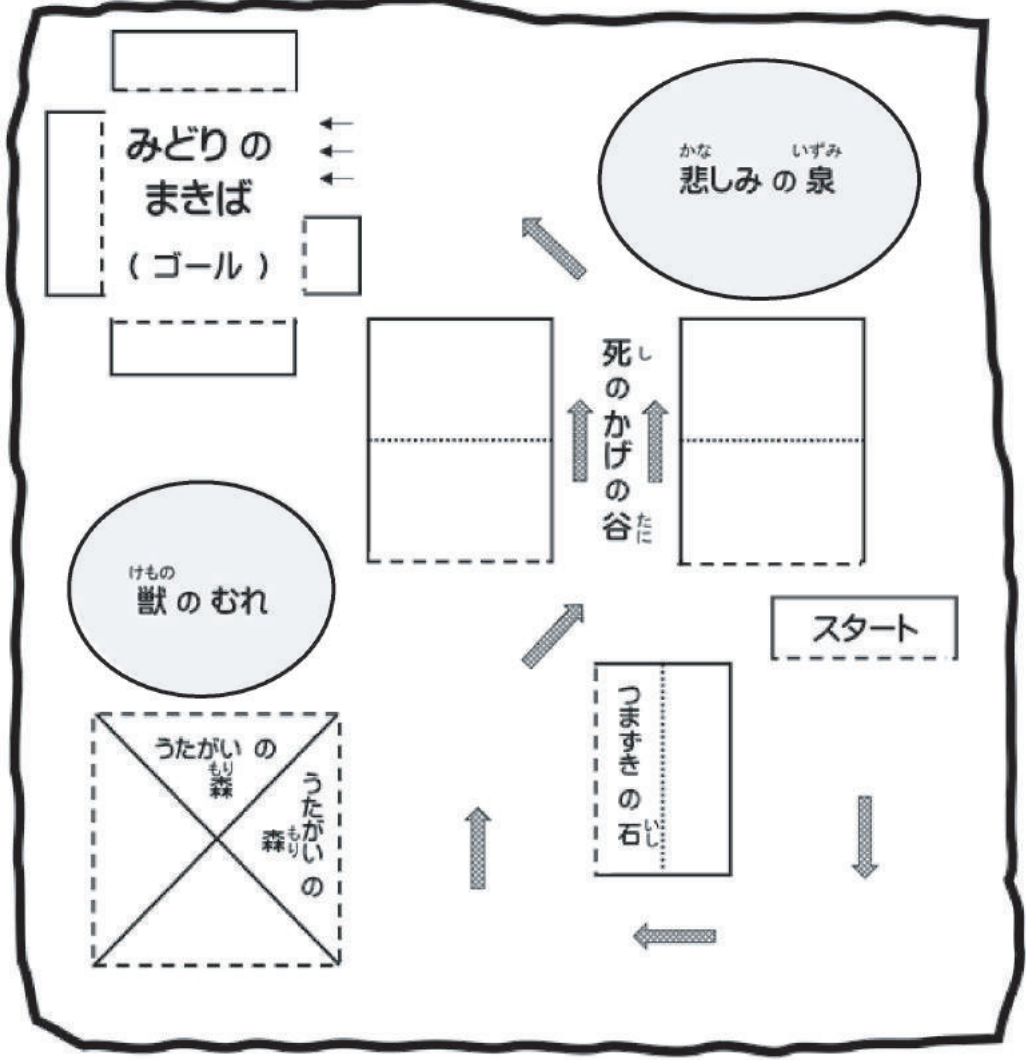 みどりの
まきば
(ゴール)
悲しみの泉
かな
いずみ
死のかげの谷
し
たに
獣のむれ
けもの
スタート
つまずきの石
いし
うたがいの
森
もり
うたがいの
森
もり